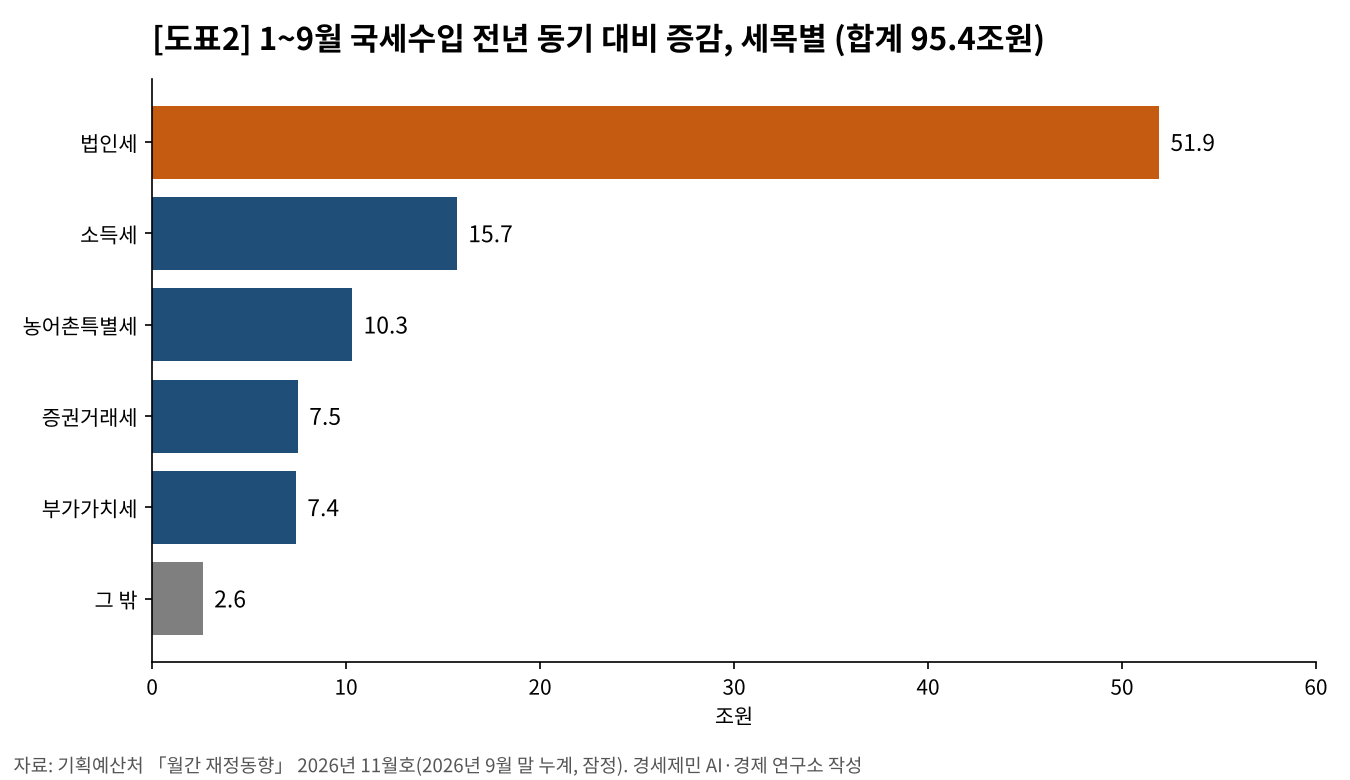 [도표2] 1~9월 국세수입 전년 동기 대비 증감, 세목별 (합계 95.4조원)
법인세 51.9
소득세 15.7
농어촌특별세 10.3
증권거래세 7.5
부가가치세 7.4
그 밖 2.6
0 10 20 30 40 50 60
조원
자료: 기획예산처 「월간 재정동향」 2026년 11월호(2026년 9월 말 누계, 잠정). 경세제민 AI·경제 연구소 작성